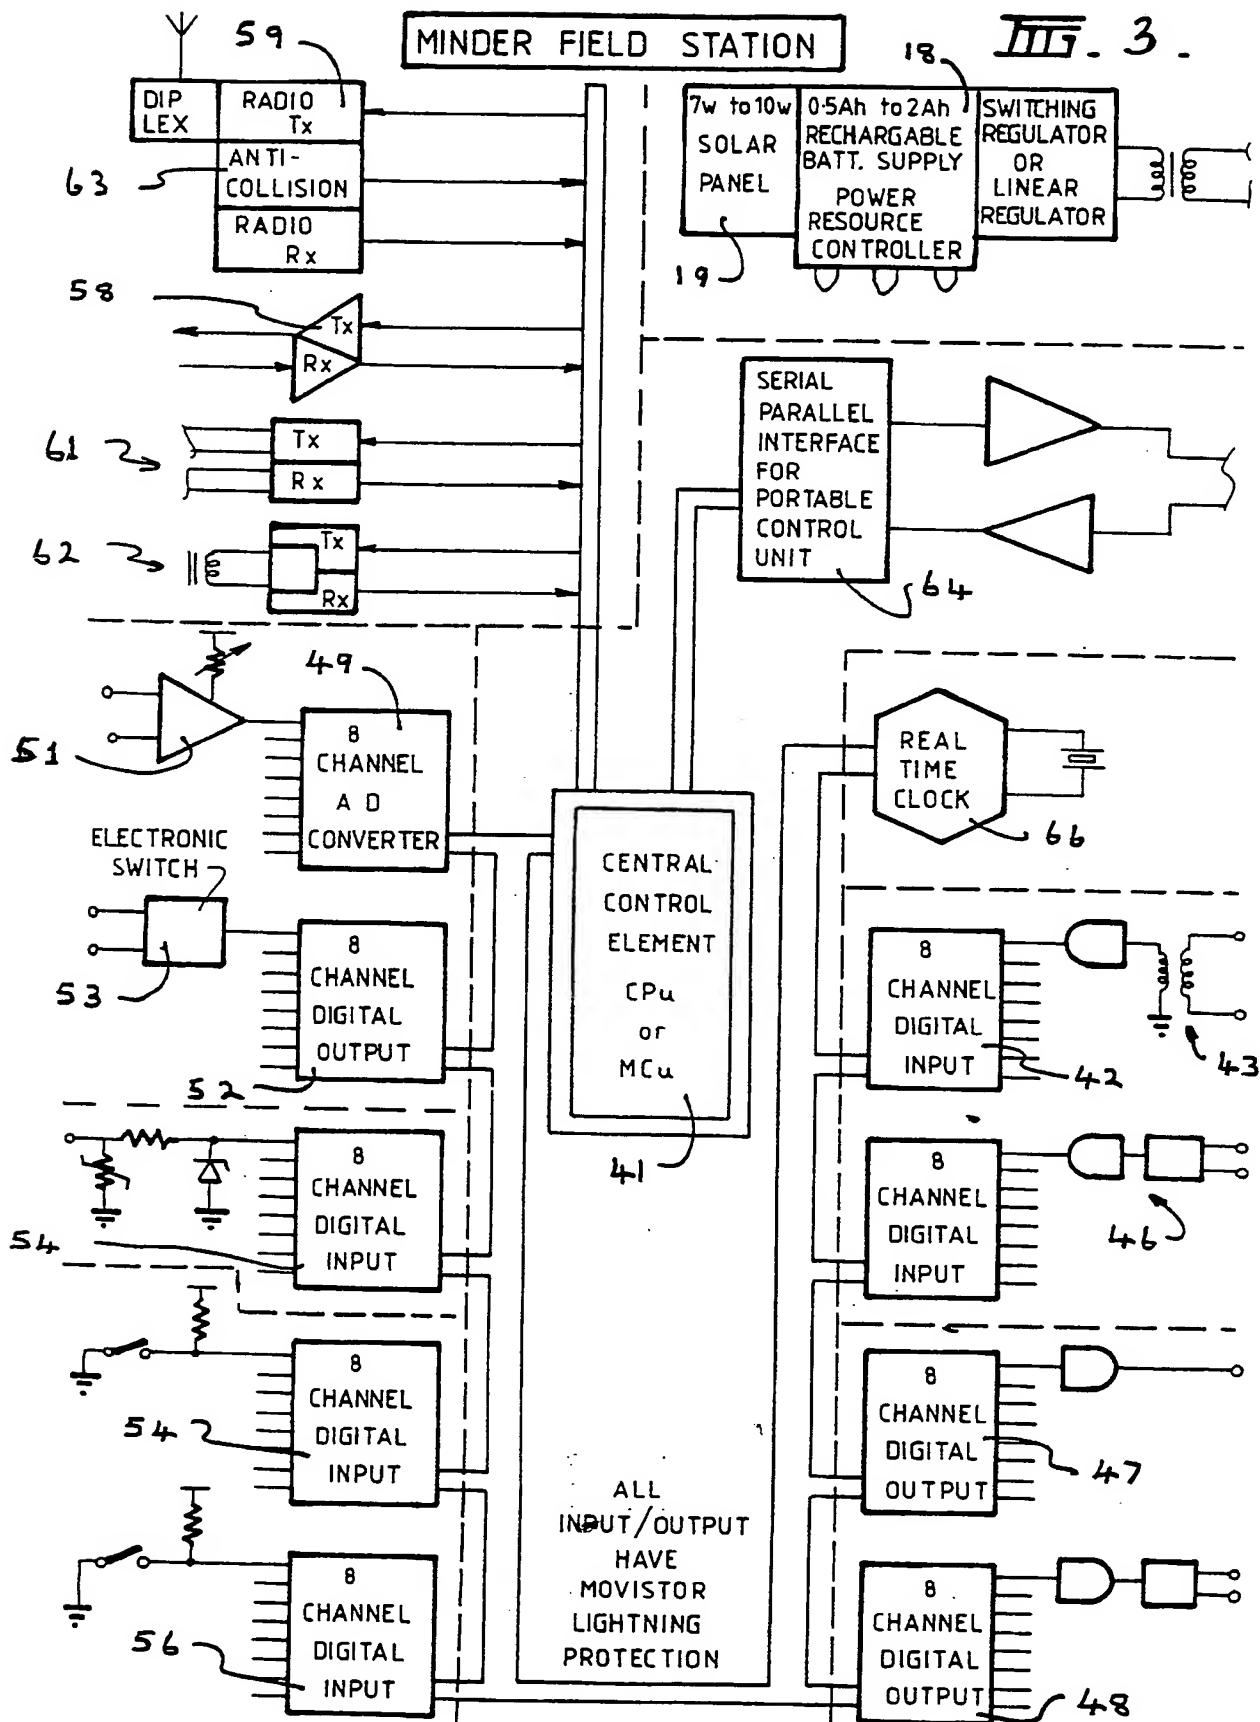 MINDER FIELD STATION
FIG. 3.
59
DIP
LEX
RADIO
Tx
ANTI-
COLLISION
63
RADIO
Rx
58
Tx
Rx
61
Tx
Rx
62
Tx
Rx
18
7w to 10w
SOLAR
PANEL
19
0·5Ah to 2Ah
RECHARGABLE
BATT. SUPPLY
POWER
RESOURCE
CONTROLLER
SWITCHING
REGULATOR
OR
LINEAR
REGULATOR
SERIAL
PARALLEL
INTERFACE
FOR
PORTABLE
CONTROL
UNIT
64
49
51
8
CHANNEL
A D
CONVERTER
ELECTRONIC
SWITCH
53
8
CHANNEL
DIGITAL
OUTPUT
52
8
CHANNEL
DIGITAL
INPUT
54
8
CHANNEL
DIGITAL
INPUT
54
8
CHANNEL
DIGITAL
INPUT
56
CENTRAL
CONTROL
ELEMENT
CPu
or
MCu
41
ALL
INPUT/OUTPUT
HAVE
MOVISTOR
LIGHTNING
PROTECTION
REAL
TIME
CLOCK
66
8
CHANNEL
DIGITAL
INPUT
42
43
8
CHANNEL
DIGITAL
INPUT
46
8
CHANNEL
DIGITAL
OUTPUT
47
8
CHANNEL
DIGITAL
OUTPUT
48